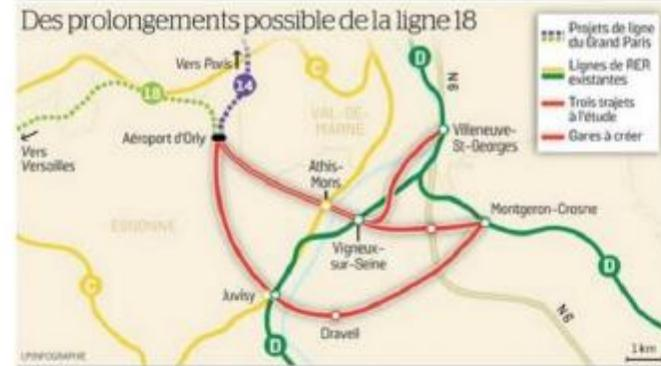 Des prolongements possible de la ligne 18
Projets de ligne
du Grand Paris
Lignes de RER
existantes
Trois trajets
à l'étude
Gares à créer
Vers Paris
C
D
N6
18
14
VAL-DE-
MARNE
Aéroport d'Orly
Villeneuve-
St-Georges
Vers
Versailles
Athis-
Mons
Montgeron-Crosne
ESSONNE
Vigneux-
sur-Seine
D
C
Juvisy
N6
Draveil
D
LP/INFOGRAPHIE
1 km